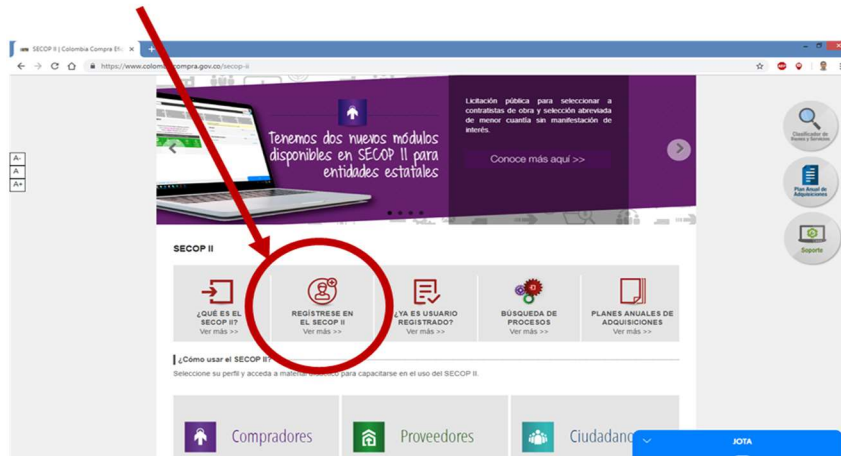 SECOP II | Colombia Compra Efi
https://www.colombiacompra.gov.co/secop-ii
Tenemos dos nuevos módulos
disponibles en SECOP II para
entidades estatales
Licitación pública para seleccionar a
contratistas de obra y selección abreviada
de menor cuantía sin manifestación de
interés.
Conoce más aquí >>
A-
A
A+
Clasificador de
Bienes y Servicios
Plan Anual de
Adquisiciones
Soporte
SECOP II
¿QUÉ ES EL
SECOP II?
Ver más >>
REGÍSTRESE EN
EL SECOP II
Ver más >>
¿YA ES USUARIO
REGISTRADO?
Ver más >>
BÚSQUEDA DE
PROCESOS
Ver más >>
PLANES ANUALES DE
ADQUISICIONES
Ver más >>
¿Cómo usar el SECOP II?
Seleccione su perfil y acceda a material didáctico para capacitarse en el uso del SECOP II.
Compradores
Proveedores
Ciudadano
JOTA